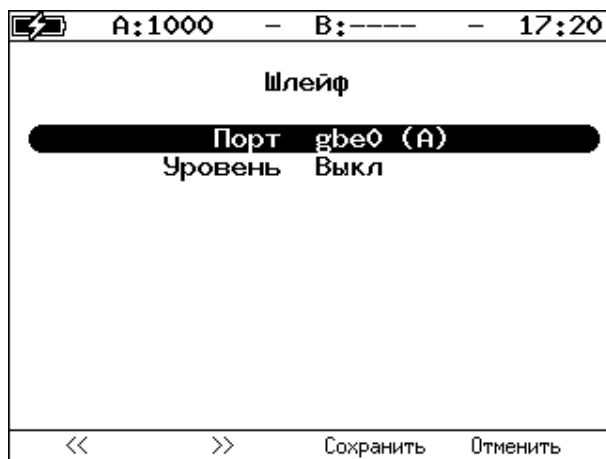 A:1000 – B:---- – 17:20
Шлейф
Порт gbe0 (A)
Уровень Выкл
<< >> Сохранить Отменить